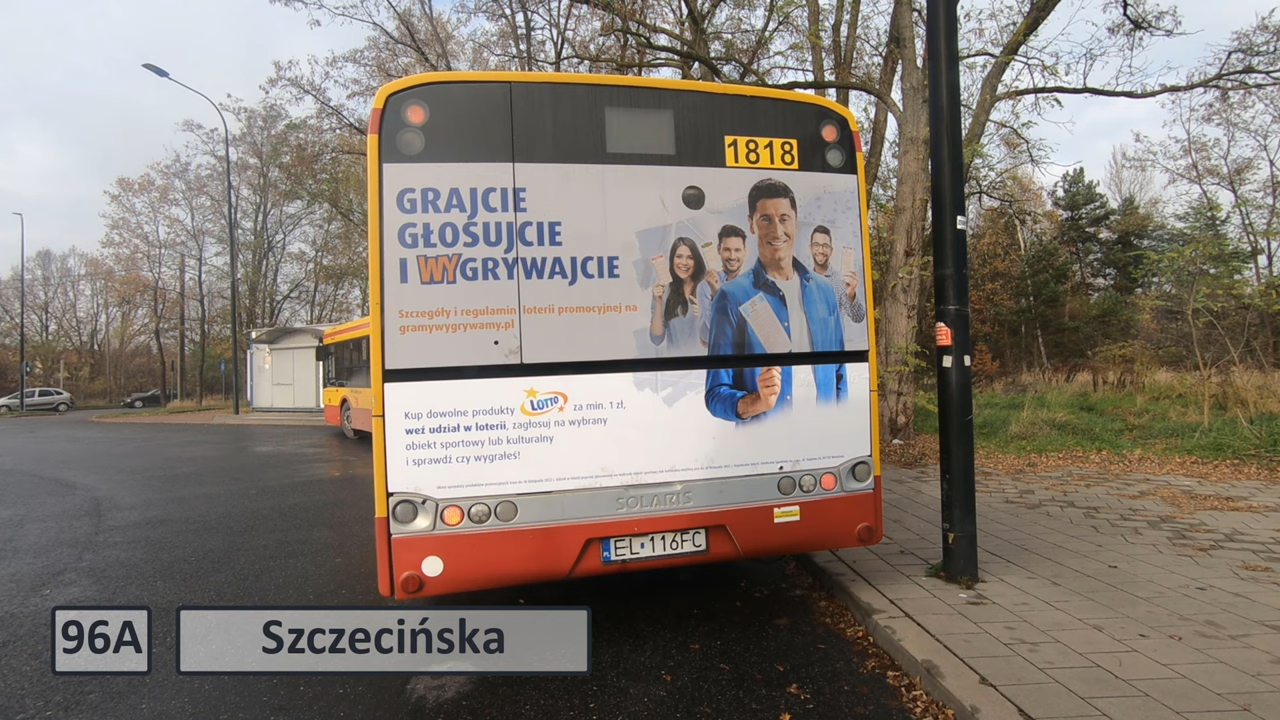 1818
GRAJCIE
GŁOSUJCIE
I WYGRYWAJCIE
Szczegóły i regulamin loterii promocyjnej na
gramywygrywamy.pl
Kup dowolne produkty LOTTO za min. 1 zł,
weź udział w loterii, zagłosuj na wybrany
obiekt sportowy lub kulturalny
i sprawdź czy wygrałeś!
SOLARIS
PL EL 116FC
96A Szczecińska